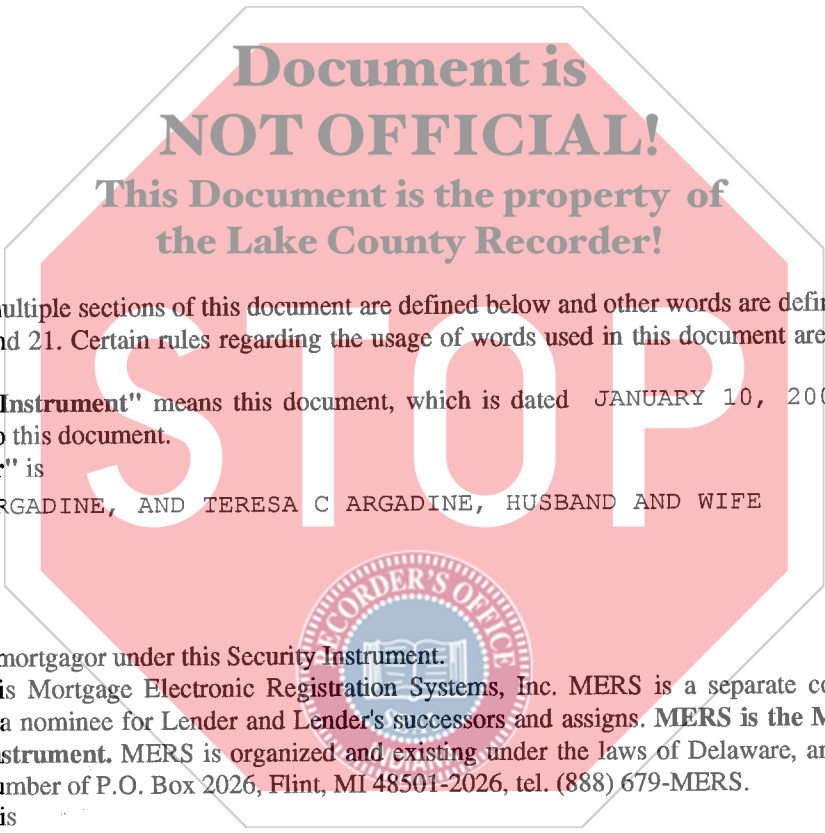 Document is
NOT OFFICIAL!
This Document is the property of
the Lake County Recorder!
ultiple sections of this document are defined below and other words are defin
nd 21. Certain rules regarding the usage of words used in this document are
Instrument" means this document, which is dated JANUARY 10, 200
o this document.
r" is
RGADINE, AND TERESA C ARGADINE, HUSBAND AND WIFE
STOP
RECORDER'S OFFICE
mortgagor under this Security Instrument.
is Mortgage Electronic Registration Systems, Inc. MERS is a separate co
a nominee for Lender and Lender's successors and assigns. MERS is the M
strument. MERS is organized and existing under the laws of Delaware, an
umber of P.O. Box 2026, Flint, MI 48501-2026, tel. (888) 679-MERS.
INDIANA
is